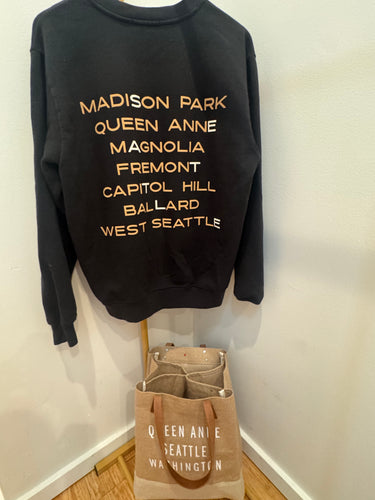 MADISON PARK
QUEEN ANNE
MAGNOLIA
FREMONT
CAPITOL HILL
BALLARD
WEST SEATTLE
QUEEN ANNE
SEATTLE
WASHINGTON